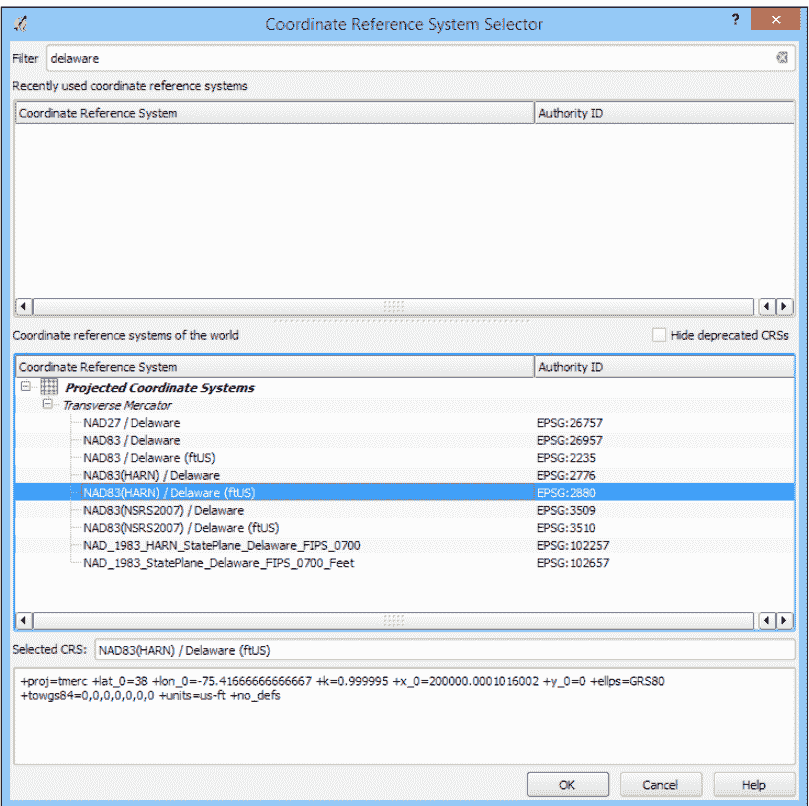 Coordinate Reference System Selector ? ×
Filter delaware
Recently used coordinate reference systems
Coordinate Reference System Authority ID
Coordinate reference systems of the world Hide deprecated CRSs
Coordinate Reference System Authority ID
Projected Coordinate Systems
Transverse Mercator
NAD27 / Delaware EPSG:26757
NAD83 / Delaware EPSG:26957
NAD83 / Delaware (ftUS) EPSG:2235
NAD83(HARN) / Delaware EPSG:2776
NAD83(HARN) / Delaware (ftUS) EPSG:2880
NAD83(NSRS2007) / Delaware EPSG:3509
NAD83(NSRS2007) / Delaware (ftUS) EPSG:3510
NAD_1983_HARN_StatePlane_Delaware_FIPS_0700 EPSG:102257
NAD_1983_StatePlane_Delaware_FIPS_0700_Feet EPSG:102657
Selected CRS: NAD83(HARN) / Delaware (ftUS)
+proj=tmerc +lat_0=38 +lon_0=-75.41666666666667 +k=0.999995 +x_0=200000.0001016002 +y_0=0 +ellps=GRS80
+towgs84=0,0,0,0,0,0,0 +units=us-ft +no_defs
OK Cancel Help